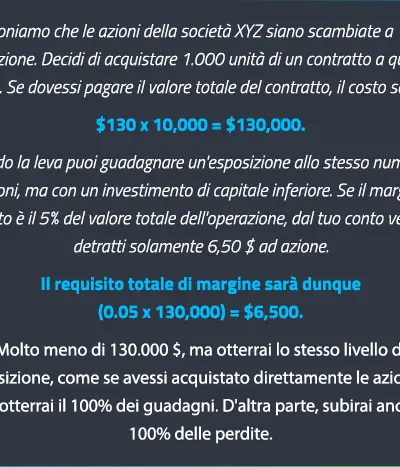 oniamo che le azioni della società XYZ siano scambiate a
zione. Decidi di acquistare 1.000 unità di un contratto a qu
. Se dovessi pagare il valore totale del contratto, il costo s
$130 x 10,000 = $130,000.
do la leva puoi guadagnare un'esposizione allo stesso num
oni, ma con un investimento di capitale inferiore. Se il marg
to è il 5% del valore totale dell'operazione, dal tuo conto ve
detratti solamente 6,50 $ ad azione.
Il requisito totale di margine sarà dunque
(0.05 x 130,000) = $6,500.
Molto meno di 130.000 $, ma otterrai lo stesso livello d
sizione, come se avessi acquistato direttamente le azio
otterrai il 100% dei guadagni. D'altra parte, subirai anc
100% delle perdite.